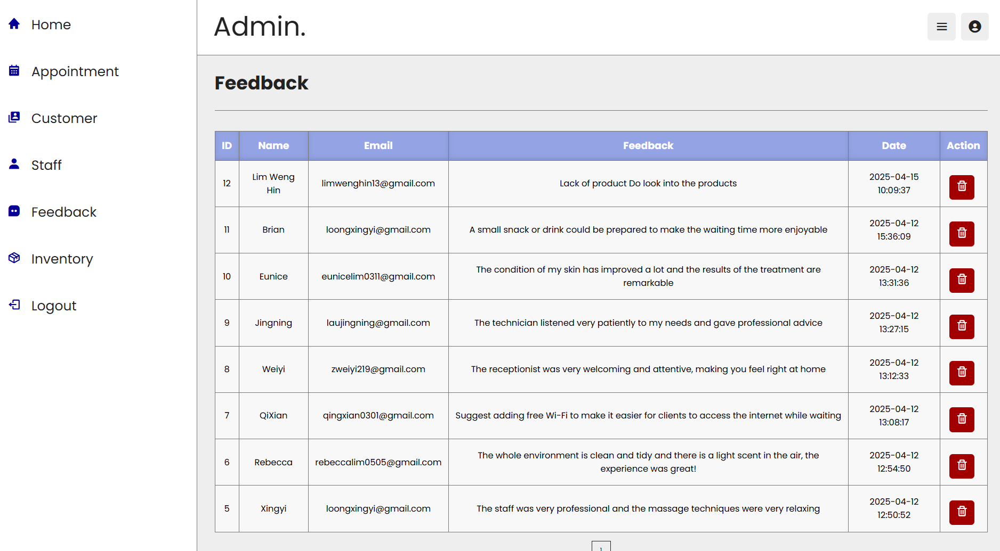 Home
Appointment
Customer
Staff
Feedback
Inventory
Logout
Admin.
Feedback
ID Name Email Feedback Date Action
12 Lim Weng Hin limwenghin13@gmail.com Lack of product Do look into the products 2025-04-15 10:09:37
11 Brian loongxingyi@gmail.com A small snack or drink could be prepared to make the waiting time more enjoyable 2025-04-12 15:36:09
10 Eunice eunicelim0311@gmail.com The condition of my skin has improved a lot and the results of the treatment are remarkable 2025-04-12 13:31:36
9 Jingning laujingning@gmail.com The technician listened very patiently to my needs and gave professional advice 2025-04-12 13:27:15
8 Weiyi zweiyi219@gmail.com The receptionist was very welcoming and attentive, making you feel right at home 2025-04-12 13:12:33
7 QiXian qingxian0301@gmail.com Suggest adding free Wi-Fi to make it easier for clients to access the internet while waiting 2025-04-12 13:08:17
6 Rebecca rebeccalim0505@gmail.com The whole environment is clean and tidy and there is a light scent in the air, the experience was great! 2025-04-12 12:54:50
5 Xingyi loongxingyi@gmail.com The staff was very professional and the massage techniques were very relaxing 2025-04-12 12:50:52
1